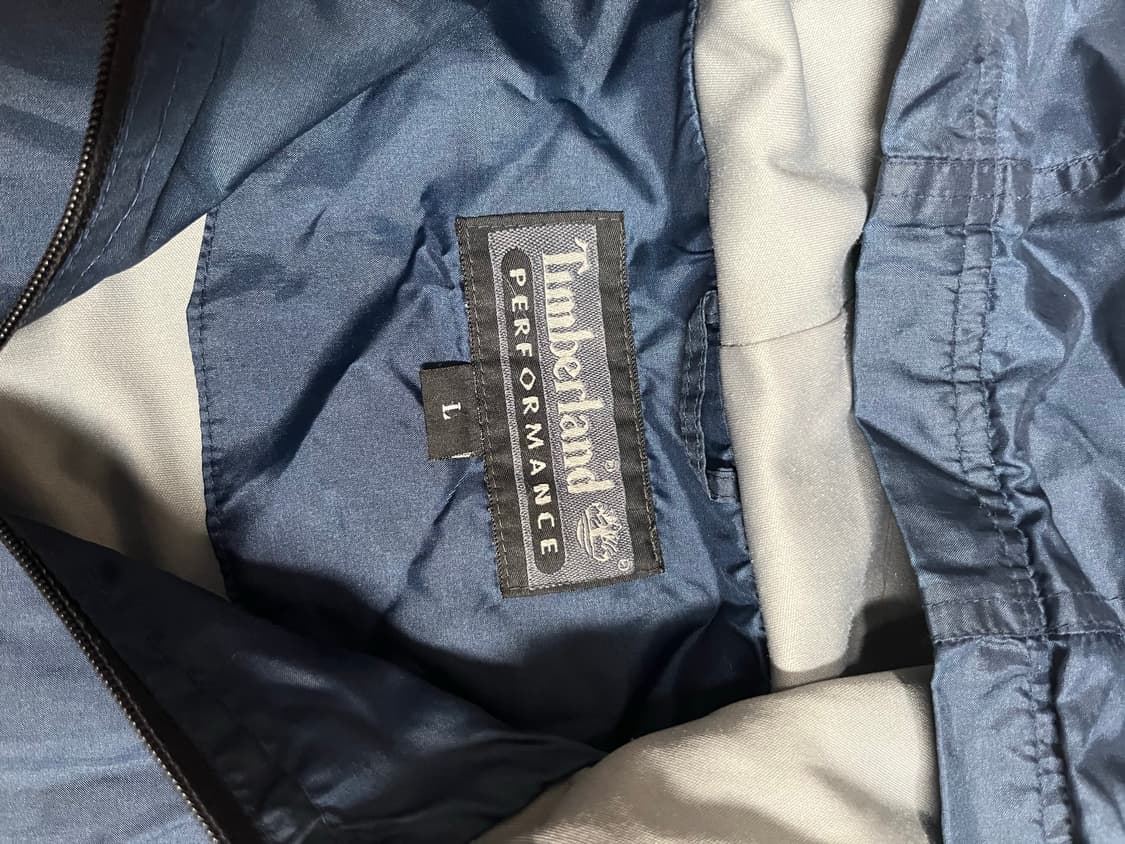 Timberland®
PERFORMANCE
®
L